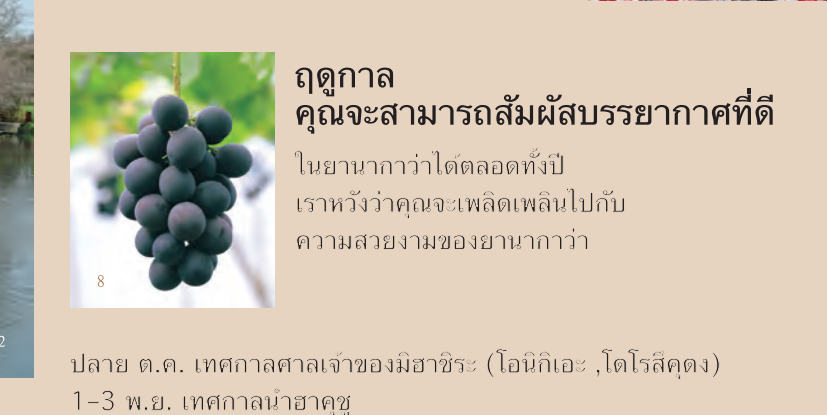 ฤดูกาล
คุณจะสามารถสัมผัสบรรยากาศที่ดี
ในยานากาว่าได้ตลอดทั้งปี
เราหวังว่าคุณจะเพลิดเพลินไปกับ
ความสวยงามของยานากาว่า
8
2
ปลาย ต.ค. เทศกาลศาลเจ้าของมิฮาชิระ (โอนิกิเอะ ,โดโรสึคุดง)
1–3 พ.ย. เทศกาลนำฮาคุชู